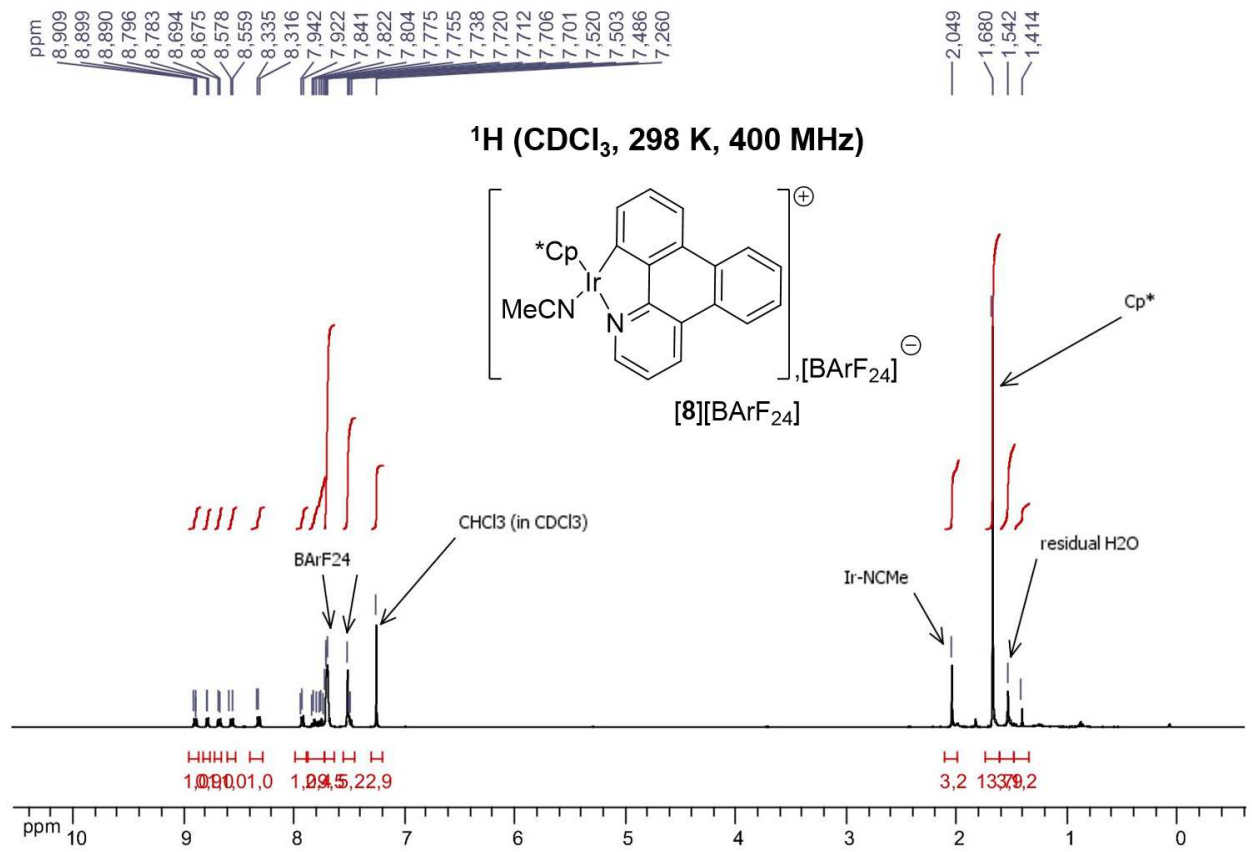 ppm
8,909
8,899
8,890
8,796
8,783
8,694
8,675
8,578
8,559
8,335
8,316
7,942
7,922
7,841
7,822
7,804
7,775
7,755
7,738
7,720
7,712
7,706
7,701
7,520
7,503
7,486
7,260
2,049
1,680
1,542
1,414
¹H (CDCl₃, 298 K, 400 MHz)
⊕
*Cp
Ir
MeCN
N
,[BArF₂₄] ⊖
[8][BArF₂₄]
Cp*
CHCl3 (in CDCl3)
BArF24
residual H2O
Ir-NCMe
1,0
2,9
3,2
ppm 10 9 8 7 6 5 4 3 2 1 0